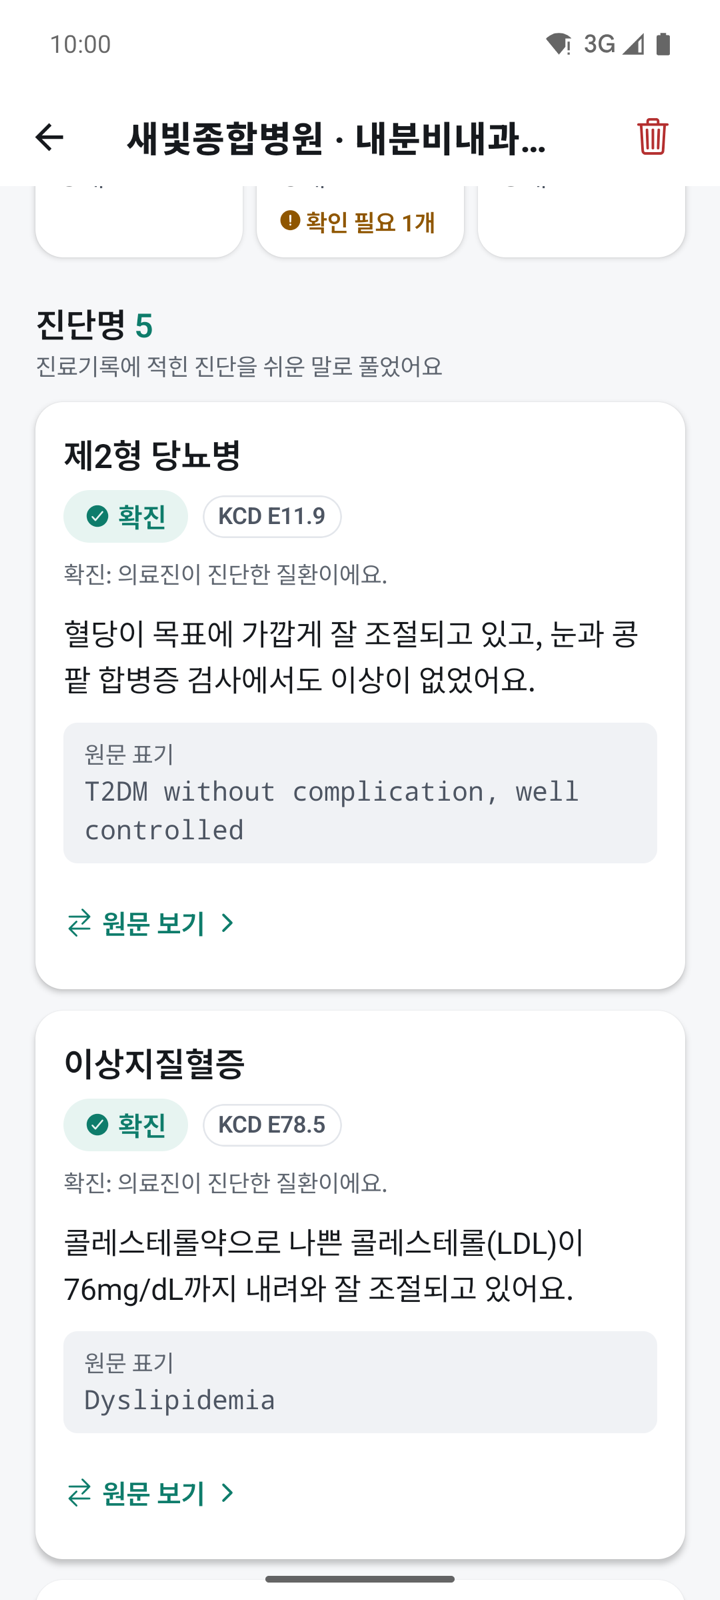 10:00
3G
새빛종합병원 · 내분비내과...
확인 필요 1개
진단명 5
진료기록에 적힌 진단을 쉬운 말로 풀었어요
제2형 당뇨병
확진
KCD E11.9
확진: 의료진이 진단한 질환이에요.
혈당이 목표에 가깝게 잘 조절되고 있고, 눈과 콩
팥 합병증 검사에서도 이상이 없었어요.
원문 표기
T2DM without complication, well
controlled
원문 보기
이상지질혈증
확진
KCD E78.5
확진: 의료진이 진단한 질환이에요.
콜레스테롤약으로 나쁜 콜레스테롤(LDL)이
76mg/dL까지 내려와 잘 조절되고 있어요.
원문 표기
Dyslipidemia
원문 보기